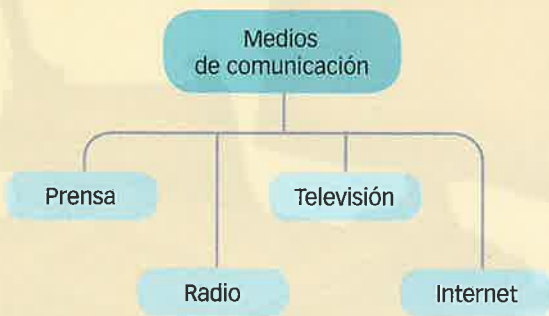 Medios
de comunicación
Prensa
Televisión
Radio
Internet